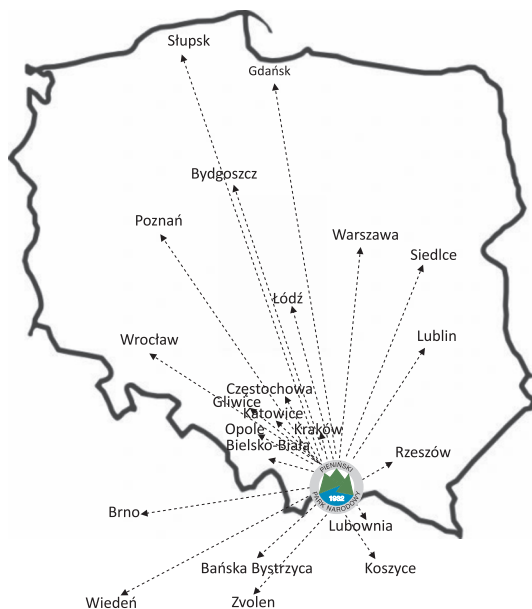 Słupsk
Gdańsk
Bydgoszcz
Poznań
Warszawa
Siedlce
Łódź
Lublin
Wrocław
Częstochowa
Gliwice
Katowice
Opole
Kraków
Bielsko-Biała
Rzeszów
PIENIŃSKI
1932
PARK NARODOWY
Brno
Lubownia
Bańska Bystrzyca
Koszyce
Wiedeń
Zvolen